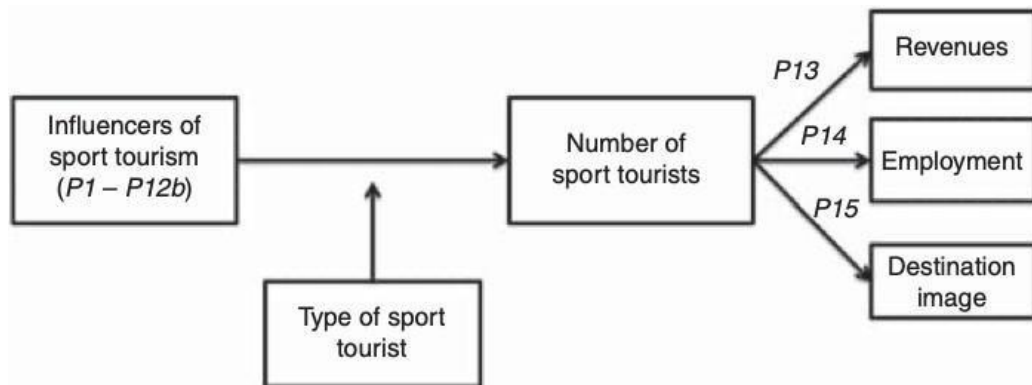 Influencers of
sport tourism
(P1 – P12b)
Type of sport
tourist
Number of
sport tourists
P13
P14
P15
Revenues
Employment
Destination
image